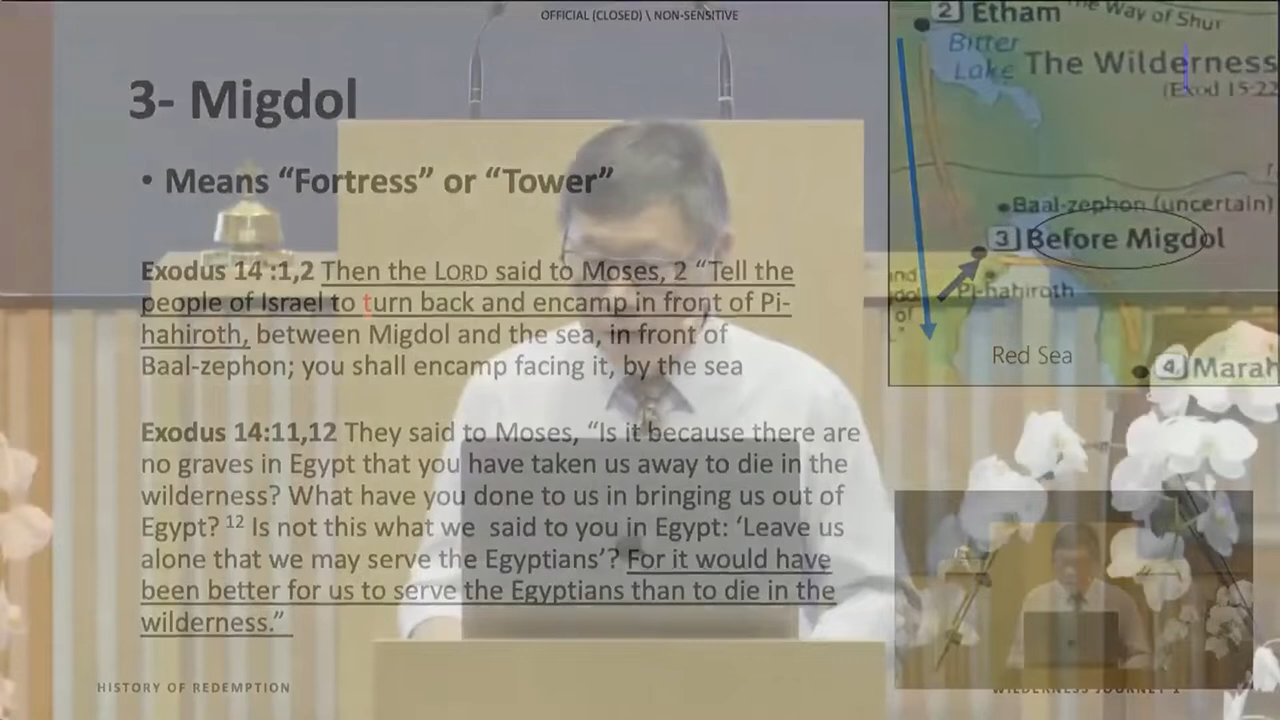 OFFICIAL (CLOSED) \ NON-SENSITIVE
3- Migdol
• Means “Fortress” or “Tower”
Exodus 14 :1,2 Then the LORD said to Moses, 2 “Tell the
people of Israel to turn back and encamp in front of Pi-
hahiroth, between Migdol and the sea, in front of
Baal-zephon; you shall encamp facing it, by the sea
Exodus 14:11,12 They said to Moses, “Is it because there are
no graves in Egypt that you have taken us away to die in the
wilderness? What have you done to us in bringing us out of
Egypt? 12 Is not this what we said to you in Egypt: ‘Leave us
alone that we may serve the Egyptians’? For it would have
been better for us to serve the Egyptians than to die in the
wilderness.”
2 Etham
The Way of Shur
Bitter
Lake
The Wilderness
(Exod 15:22
Baal-zephon (uncertain)
3 Before Migdol
Pi-hahiroth
of
Red Sea
4 Marah
HISTORY OF REDEMPTION
WILDERNESS JOURNEY 1